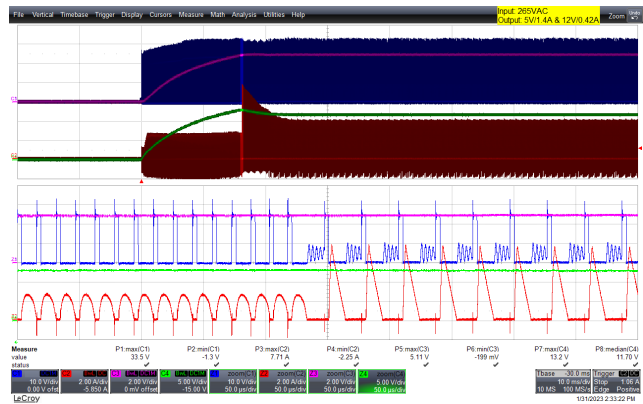 File Vertical Timebase Trigger Display Cursors Measure Math Analysis Utilities Help
Input: 265VAC
Output: 5V/1.4A & 12V/0.42A
Zoom Undo
Measure P1:max(C1) P2:min(C1) P3:max(C2) P4:min(C2) P5:max(C3) P6:min(C3) P7:max(C4) P8:median(C4)
value 33.5 V -1.3 V 7.71 A -2.25 A 5.11 V -199 mV 13.2 V 11.70 V
status
C1 C2 C3 C4 zoom(C1) zoom(C2) zoom(C3) zoom(C4) Tbase -30.0 ms Trigger
10.0 V/div 2.00 A/div 2.00 V/div 5.00 V/div 10.0 V/div 2.00 A/div 2.00 V/div 5.00 V/div 10.0 ms/div Stop 1.06 A
0.00 V ofst -5.850 A 0 mV offset -15.00 V 50.0 µs/div 50.0 µs/div 50.0 µs/div 50.0 µs/div 10 MS 100 MS/s Edge Positive
LeCroy
1/31/2023 2:33:22 PM